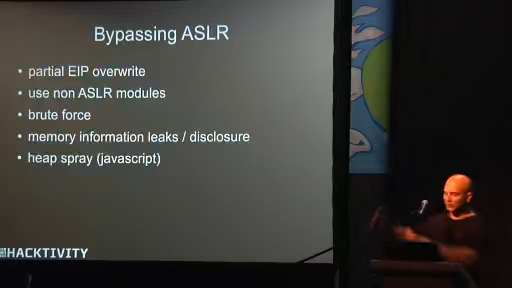 Bypassing ASLR
• partial EIP overwrite
• use non ASLR modules
• brute force
• memory information leaks / disclosure
• heap spray (javascript)
HACKTIVITY